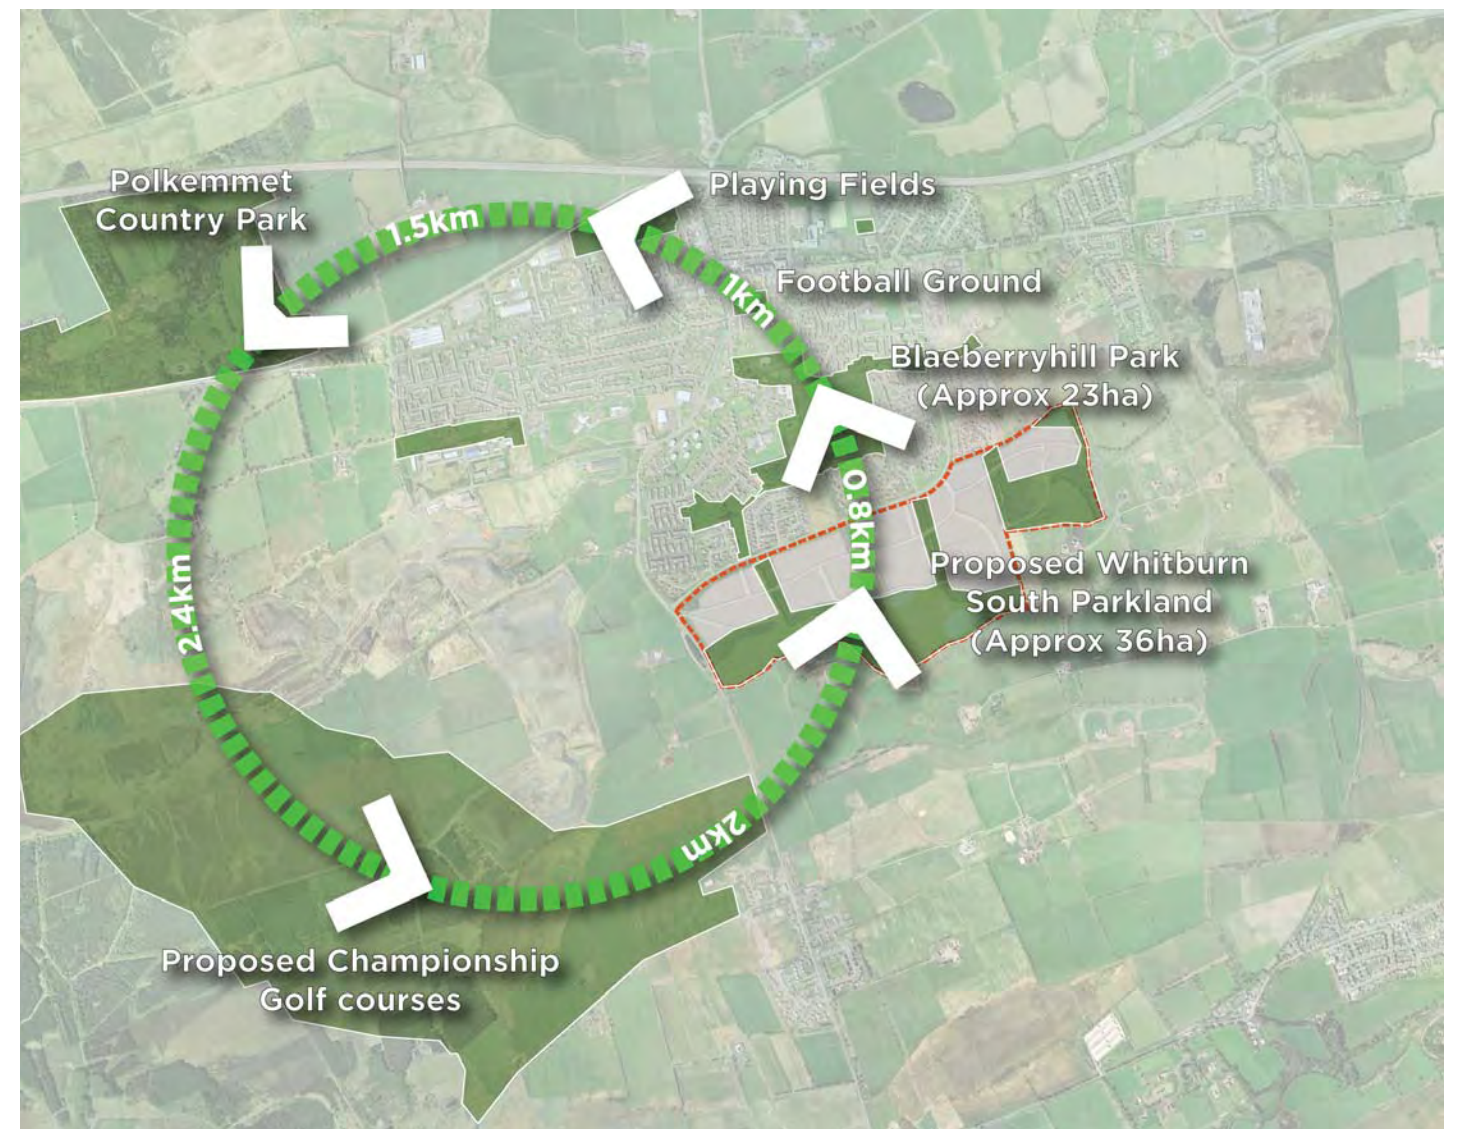 Polkemmet
Country Park
1.5km
Playing Fields
1km
Football Ground
Blaeberryhill Park
(Approx 23ha)
0.8km
Proposed Whitburn
South Parkland
(Approx 36ha)
2.4km
2km
Proposed Championship
Golf courses